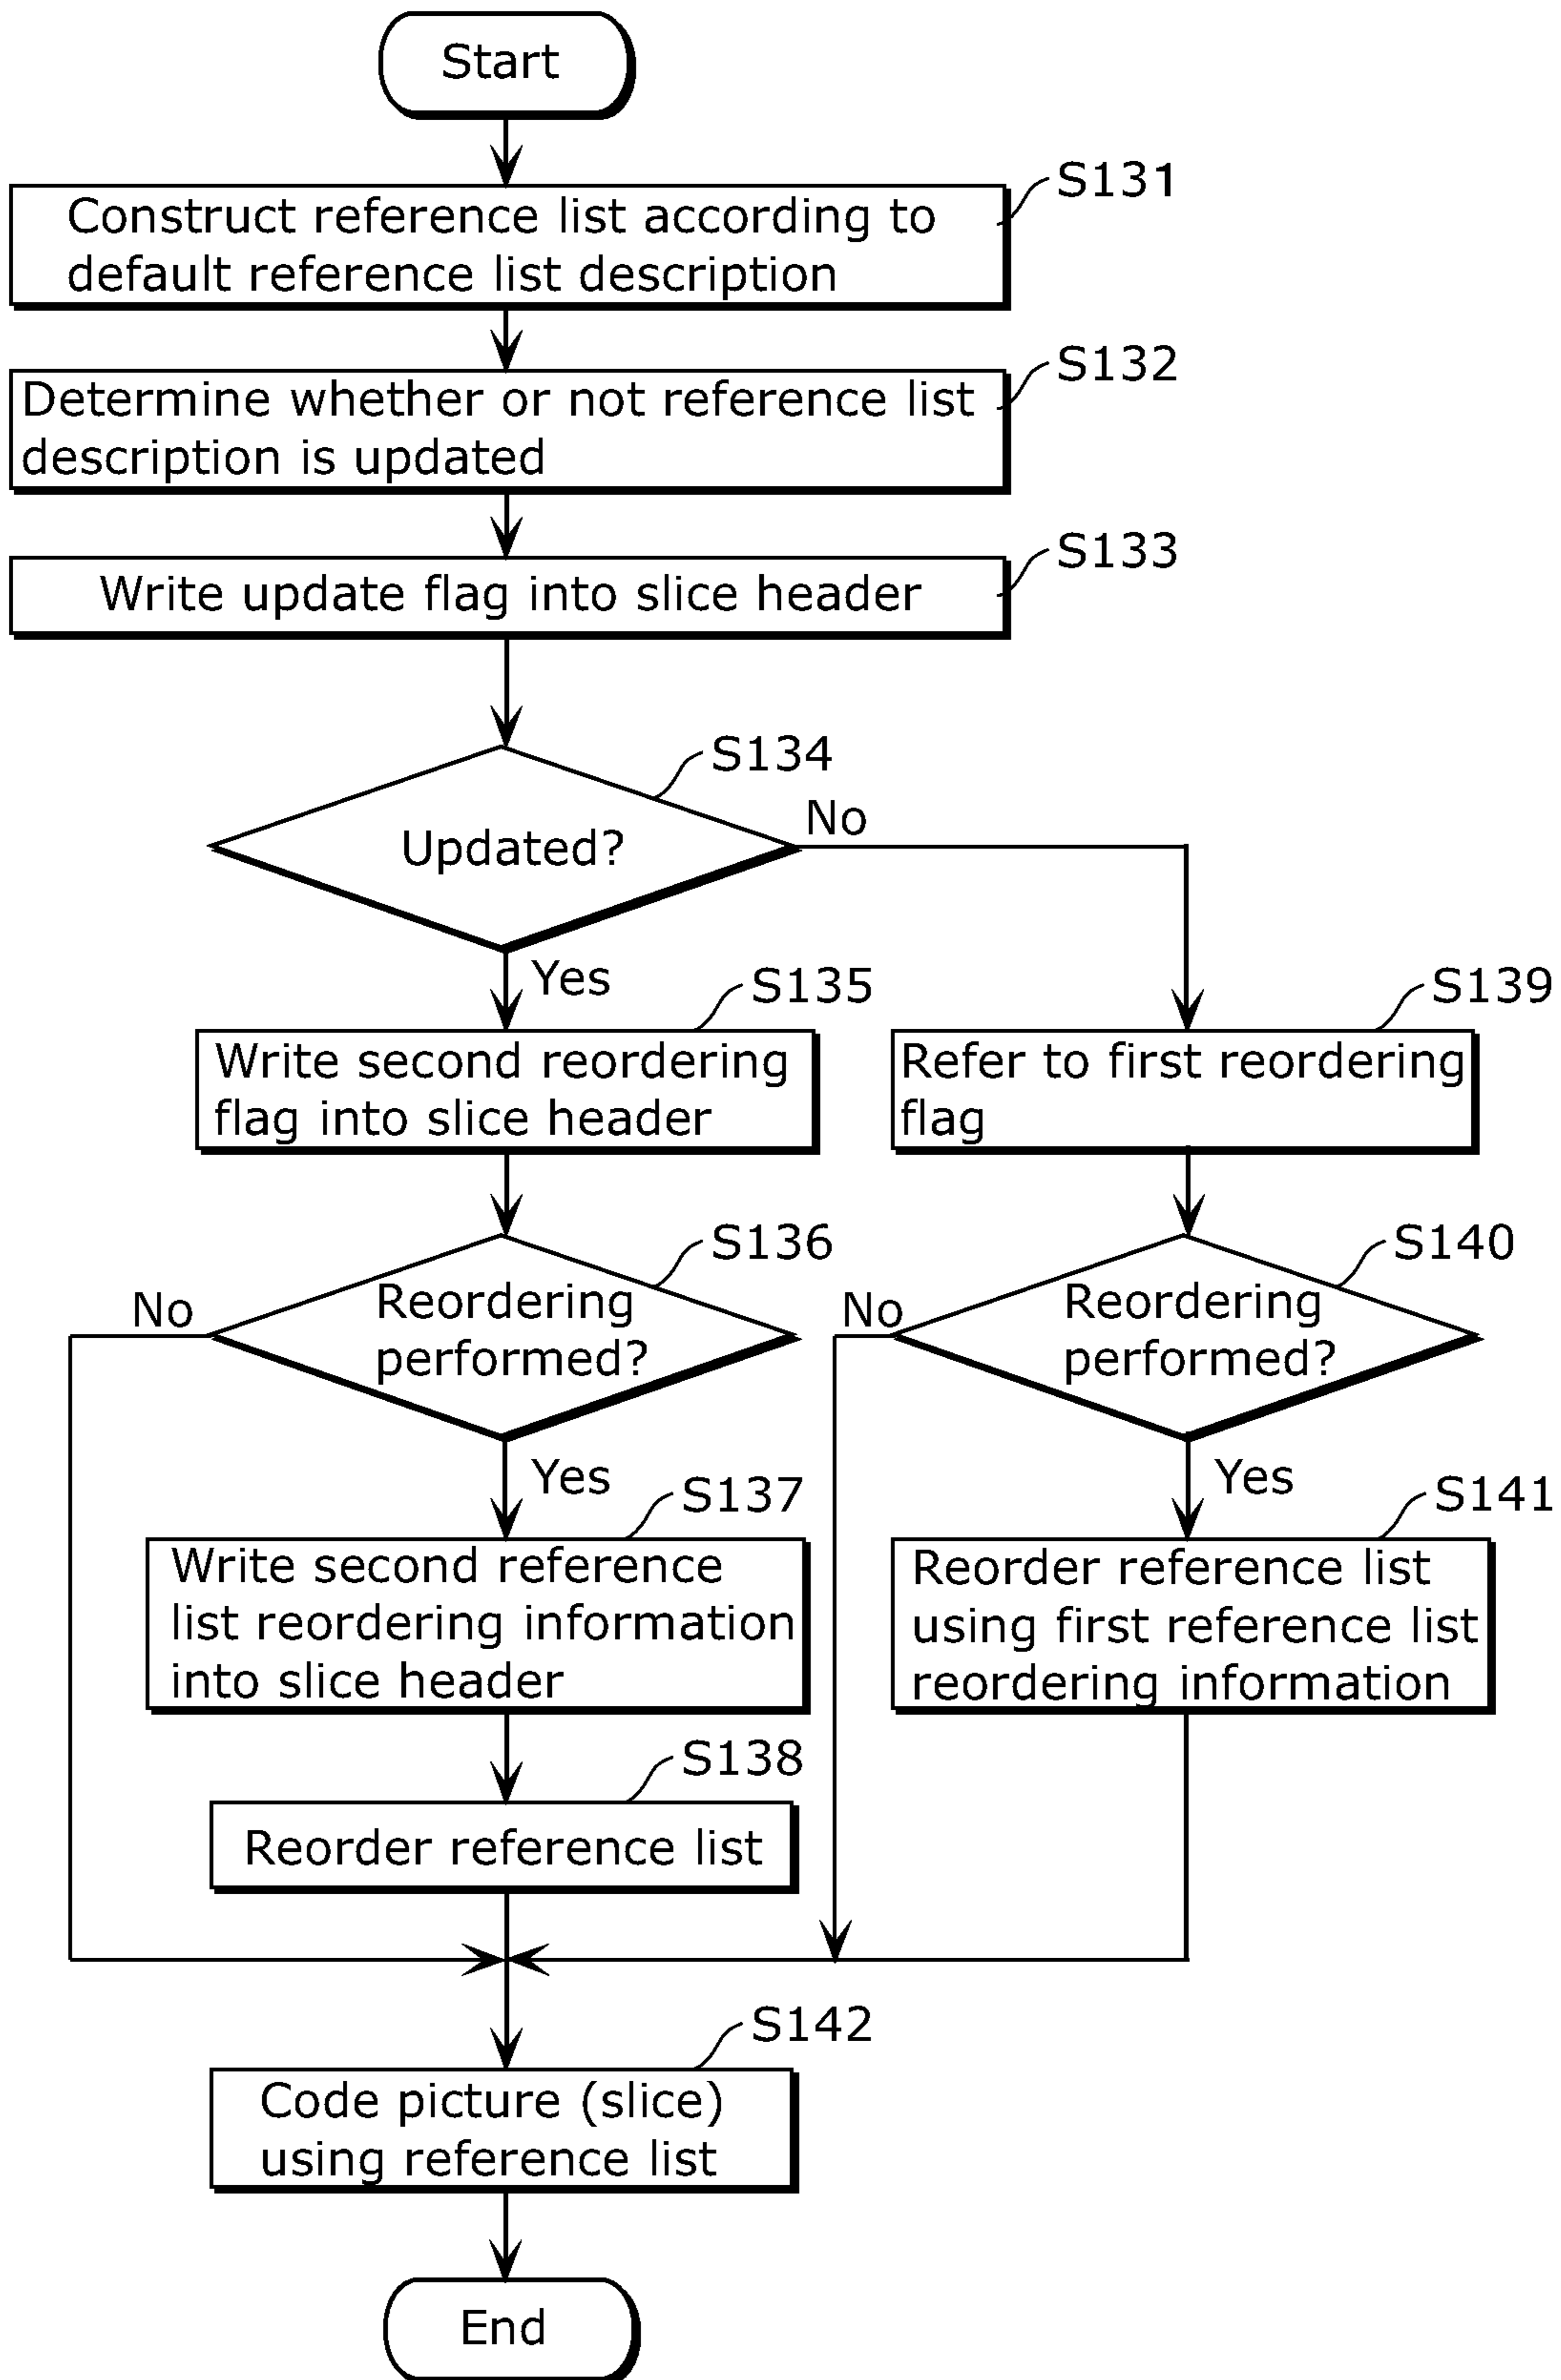 Start
S131
Construct reference list according to
default reference list description
S132
Determine whether or not reference list
description is updated
S133
Write update flag into slice header
S134
Updated?
No
Yes
S135
Write second reordering
flag into slice header
S139
Refer to first reordering
flag
S136
Reordering
performed?
No
Yes
S140
Reordering
performed?
No
Yes
S137
Write second reference
list reordering information
into slice header
S141
Reorder reference list
using first reference list
reordering information
S138
Reorder reference list
S142
Code picture (slice)
using reference list
End